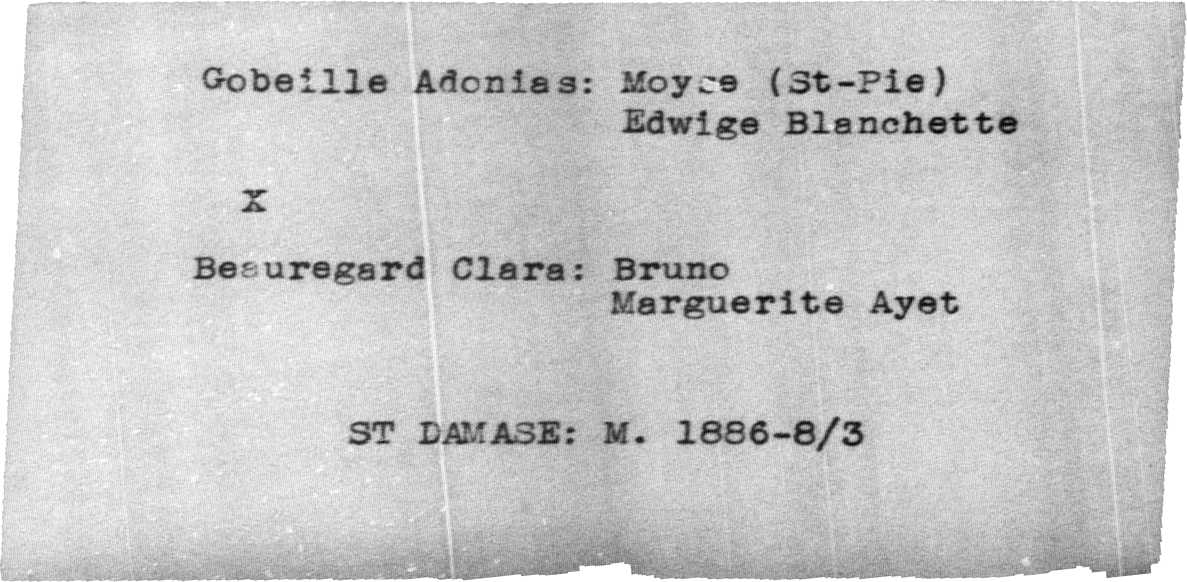 Gobeille Adonias: Moyse (St-Pie)
Edwige Blanchette
X
Beauregard Clara: Bruno
Marguerite Ayet
ST DAMASE: M. 1886-8/3